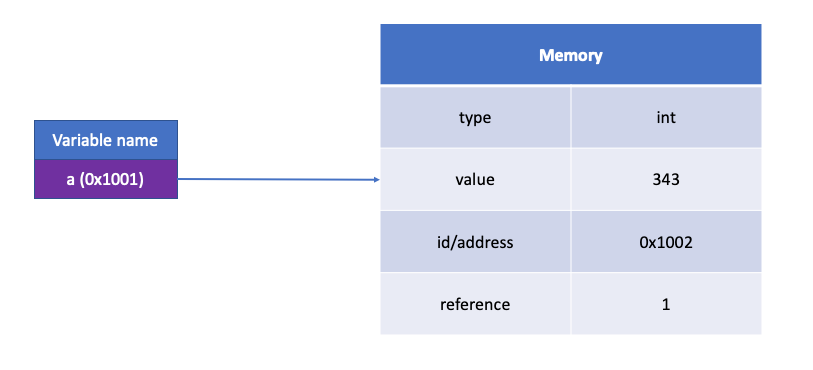 Memory
type int
Variable name
a (0x1001)
value 343
id/address 0x1002
reference 1